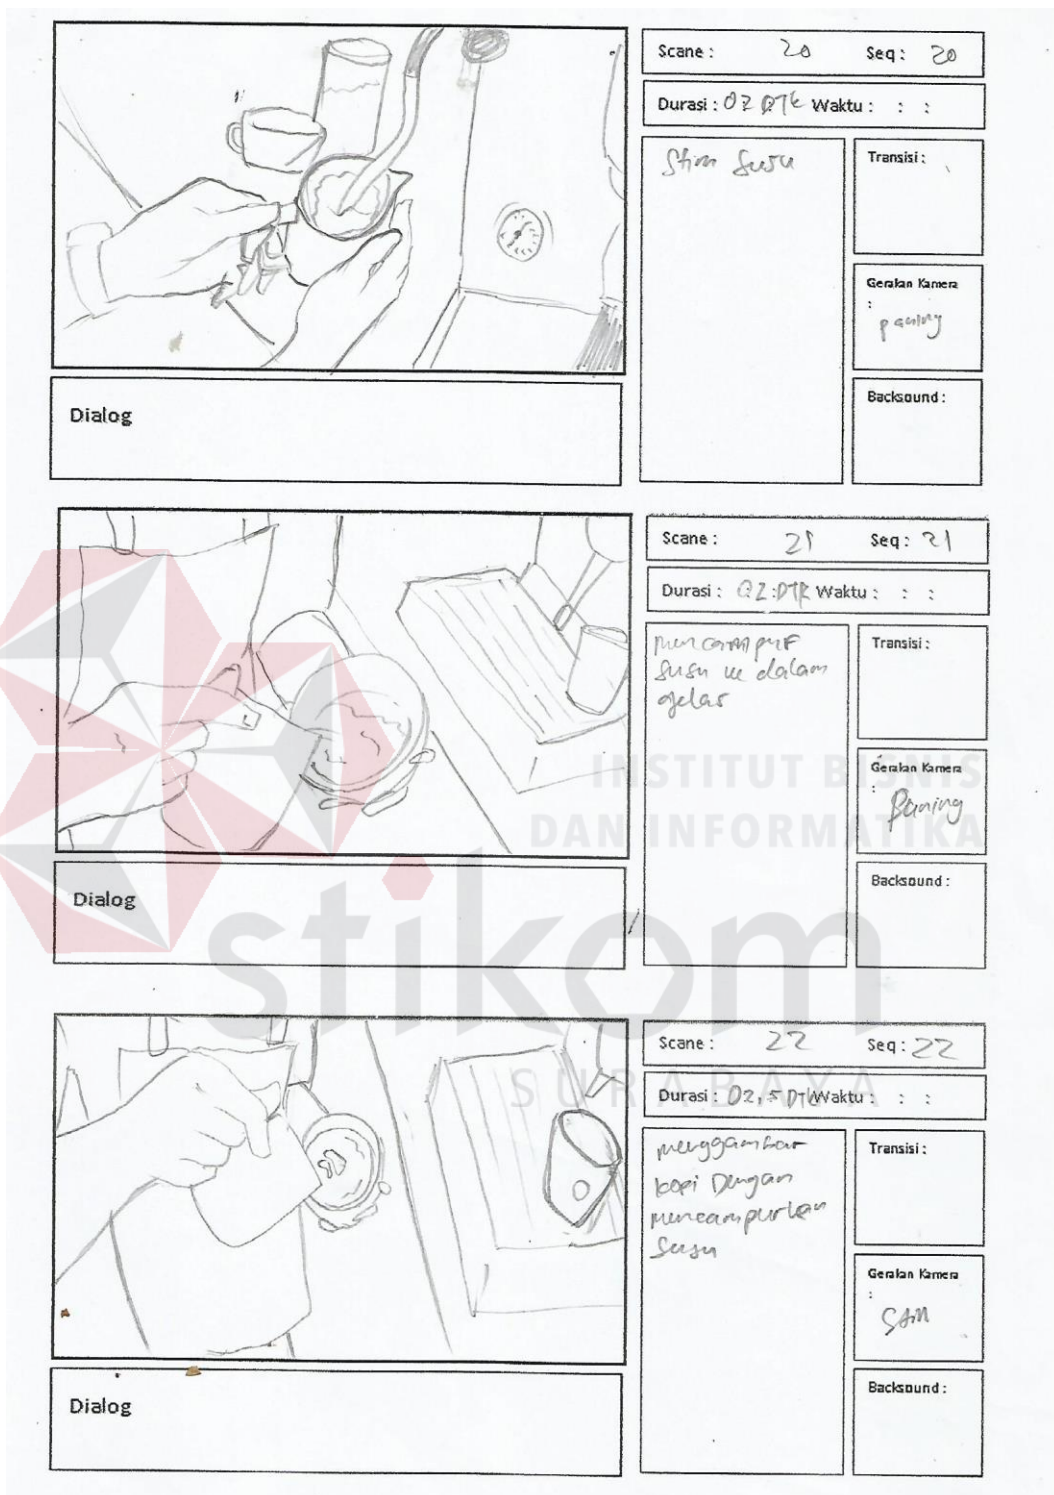 Scane : 20 Seq : 20
Durasi : 02 DTK Waktu : : :
Stim Susu
Transisi :
Gerakan Kamera
:
paning
Backsound :
Dialog
Scane : 21 Seq : 21
Durasi : 02 : DTK Waktu : : :
Mencampur
susu ke dalam
gelas
Transisi :
Gerakan Kamera
:
Paning
Backsound :
Dialog
INSTITUT BISNIS
DAN INFORMATIKA
stikom
SURABAYA
Scane : 22 Seq : 22
Durasi : 02,5 DTK Waktu : : :
menggambar
kopi Dengan
mencampurkan
susu
Transisi :
Gerakan Kamera
:
Still
Backsound :
Dialog